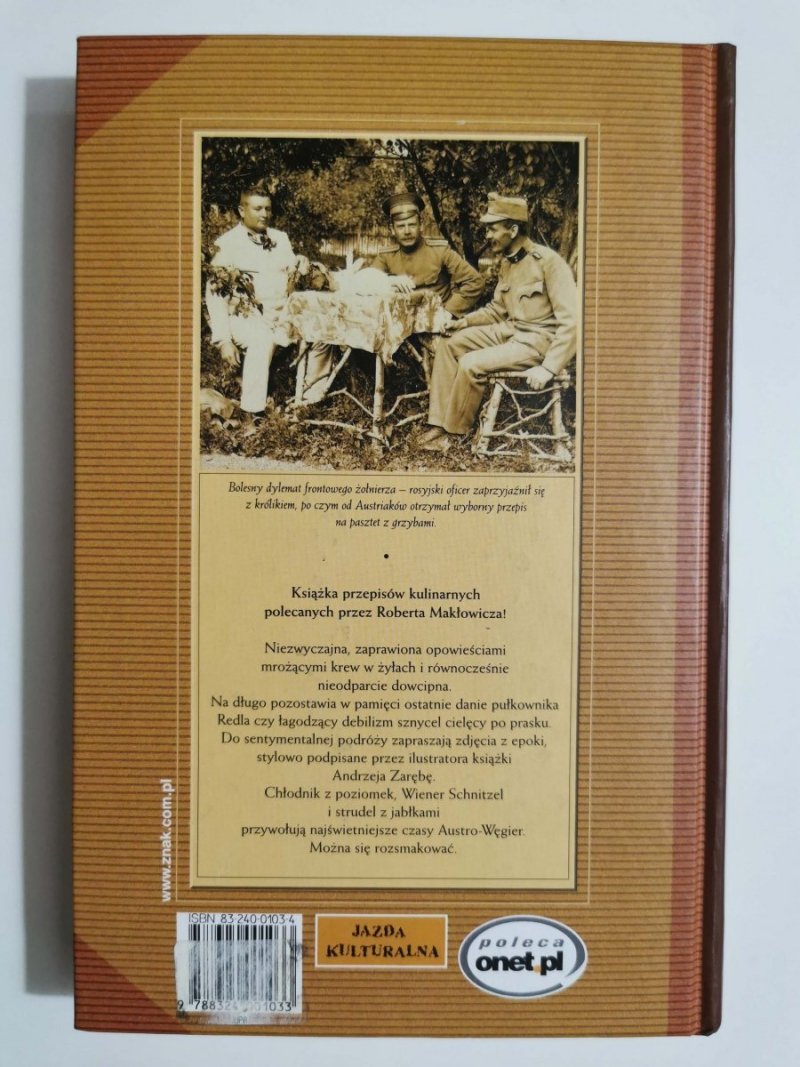 Bolesny dylemat frontowego żołnierza – rosyjski oficer zaprzyjaźnił się
z królikiem, po czym od Austriaków otrzymał wyborny przepis
na pasztet z grzybami.
•
Książka przepisów kulinarnych
polecanych przez Roberta Makłowicza!
Niezwyczajna, zaprawiona opowieściami
mrożącymi krew w żyłach i równocześnie
nieodparcie dowcipna.
Na długo pozostawia w pamięci ostatnie danie pułkownika
Redla czy łagodzący debilizm sznycel cielęcy po prasku.
Do sentymentalnej podróży zapraszają zdjęcia z epoki,
stylowo podpisane przez ilustratora książki
Andrzeja Zarębę.
Chłodnik z poziomek, Wiener Schnitzel
i strudel z jabłkami
przywołują najświetniejsze czasy Austro-Węgier.
Można się rozsmakować.
www.znak.com.pl
ISBN 83-240-0103-4
9 788324 001033
JAZDA
KULTURALNA
poleca
onet.pl